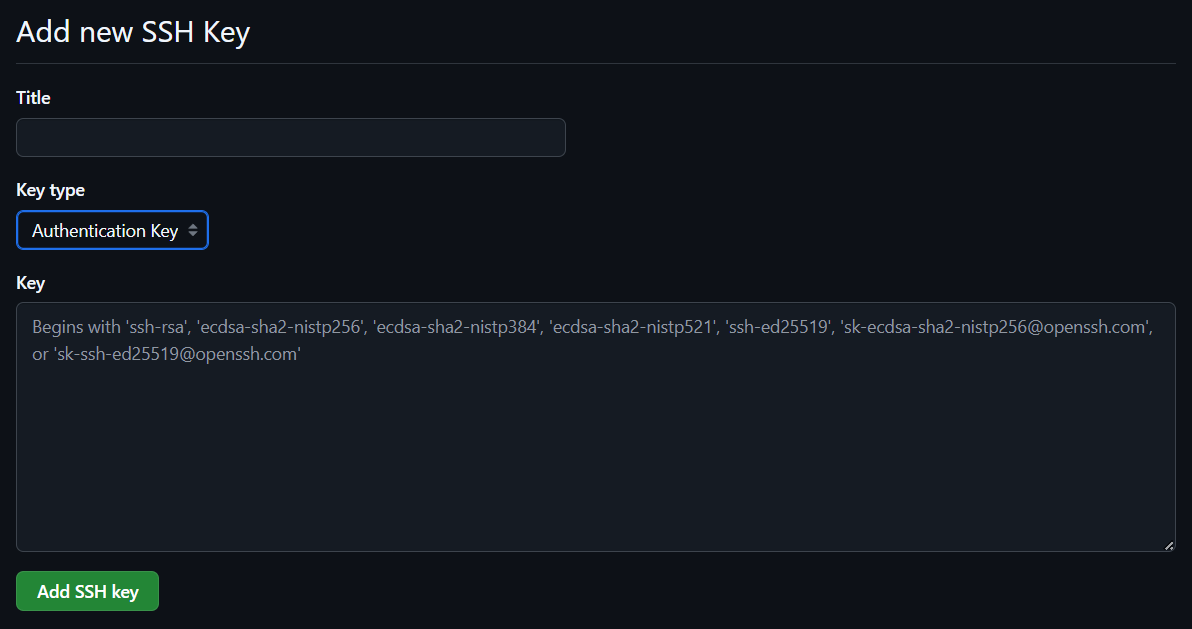 Add new SSH Key
Title
Key type
Authentication Key
Key
Begins with 'ssh-rsa', 'ecdsa-sha2-nistp256', 'ecdsa-sha2-nistp384', 'ecdsa-sha2-nistp521', 'ssh-ed25519', 'sk-ecdsa-sha2-nistp256@openssh.com',
or 'sk-ssh-ed25519@openssh.com'
Add SSH key